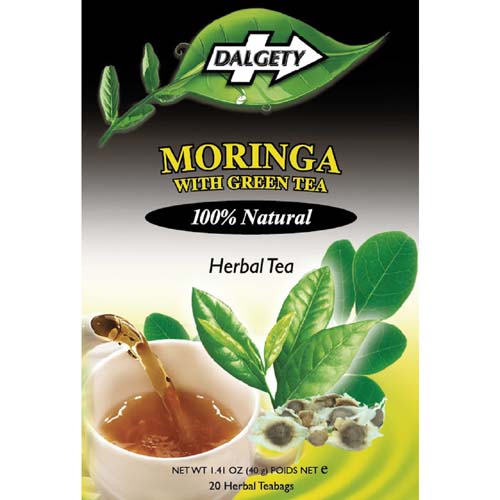 DALGETY
MORINGA
WITH GREEN TEA
100% Natural
Herbal Tea
NET WT 1.41 OZ (40 g) POIDS NET e
20 Herbal Teabags